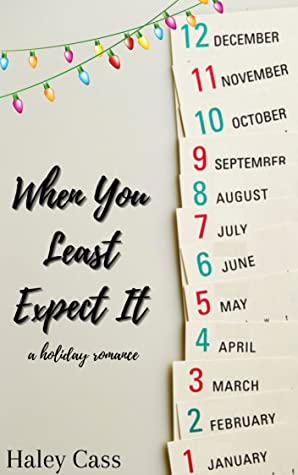 When You
Least
Expect It
a holiday romance
Haley Cass
12 DECEMBER
11 NOVEMBER
10 OCTOBER
9 SEPTEMBER
8 AUGUST
7 JULY
6 JUNE
5 MAY
4 APRIL
3 MARCH
2 FEBRUARY
1 JANUARY